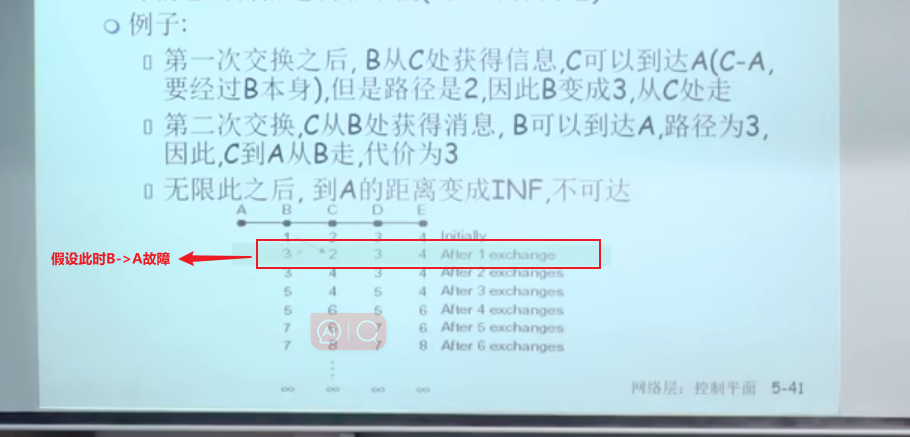 例子:
第一次交换之后, B从C处获得信息,C可以到达A(C-A,
要经过B本身),但是路径是2,因此B变成3,从C处走
第二次交换,C从B处获得消息, B可以到达A,路径为3,
因此,C到A从B走,代价为3
无限此之后, 到A的距离变成INF,不可达
A B C D E
1 2 3 4 Initially
3 2 3 4 After 1 exchange
假设此时B->A故障
3 4 3 4 After 2 exchanges
5 4 5 4 After 3 exchanges
5 6 5 6 After 4 exchanges
7 7 6 After 5 exchanges
7 8 7 8 After 6 exchanges
∞ ∞ ∞ ∞
AI
网络层: 控制平面 5-41